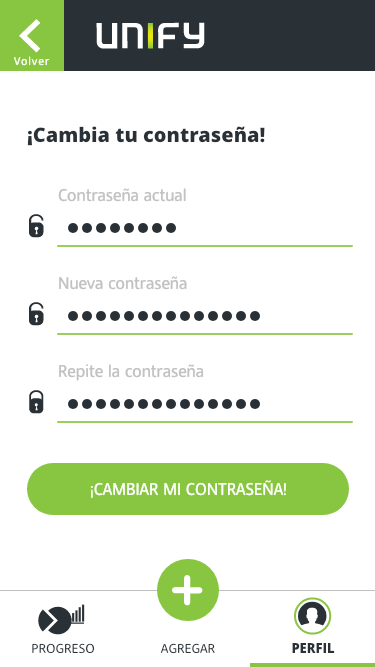 UNIFY
Volver
¡Cambia tu contraseña!
Contraseña actual
●●●●●●●●
Nueva contraseña
●●●●●●●●●●●●●●
Repite la contraseña
●●●●●●●●●●●●●●
¡CAMBIAR MI CONTRASEÑA!
PROGRESO
AGREGAR
PERFIL